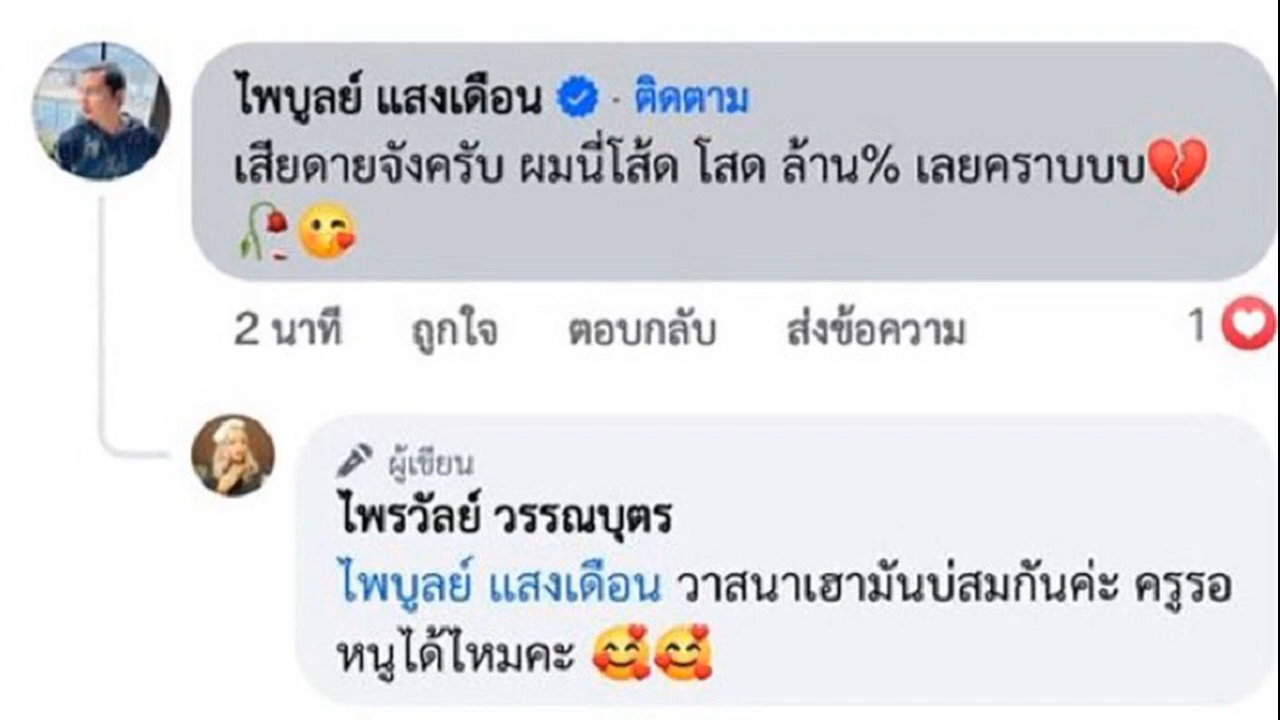 ไพบูลย์ แสงเดือน · ติดตาม
เสียดายจังครับ ผมนี่โส้ด โสด ล้าน% เลยคราบบบ💔
🥀😘
2 นาที ถูกใจ ตอบกลับ ส่งข้อความ 1
ผู้เขียน
ไพรวัลย์ วรรณบุตร
ไพบูลย์ แสงเดือน วาสนาเฮามันบ่สมกันค่ะ ครูรอ
หนูได้ไหมคะ 🥰🥰